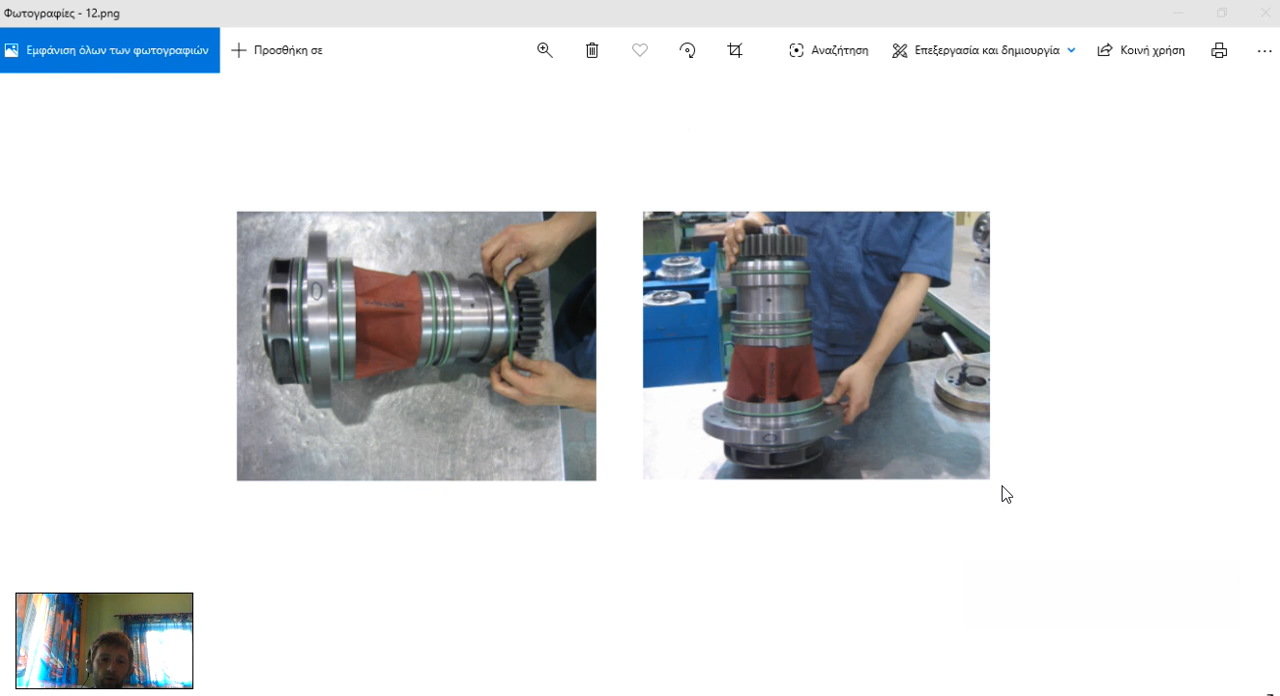 Φωτογραφίες - 12.png
Εμφάνιση όλων των φωτογραφιών
Προσθήκη σε
Αναζήτηση
Επεξεργασία και δημιουργία
Κοινή χρήση